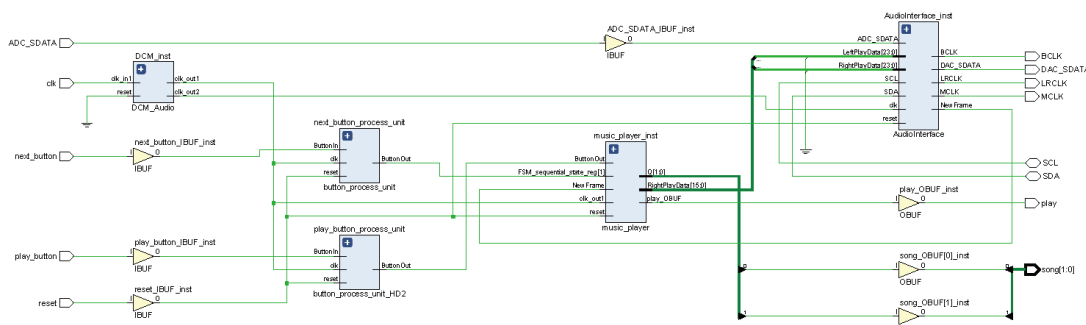 ADC_SDATA_IBUF_inst
AudioInterface_inst
ADC_SDATA
I
O
IBUF
ADC_SDATA
LeftPlayData[23:0]
RightPlayData[23:0]
SCL
SDA
clk
reset
BCLK
DAC_SDATA
LRCLK
MCLK
New Frame
AudioInterface
BCLK
DAC_SDATA
LRCLK
MCLK
DCM_inst
clk
clk_in1
reset
clk_out1
clk_out2
DCM_Audio
next_button_process_unit
Button In
clk
reset
Button Out
button_process_unit
next_button
next_button_IBUF_inst
I
O
IBUF
music_player_inst
Button Out
FSM_sequential_state_reg[1]
New Frame
clk_out1
reset
Q[1:0]
RightPlayData[15:0]
play_OBUF
music_player
SCL
SDA
play_OBUF_inst
I
O
OBUF
play
play_button_process_unit
Button In
clk
reset
Button Out
button_process_unit_HD2
play_button
play_button_IBUF_inst
I
O
IBUF
reset
reset_IBUF_inst
I
O
IBUF
song_OBUF[0]_inst
0
I
O
0
OBUF
song[1:0]
song_OBUF[1]_inst
1
I
O
1
OBUF